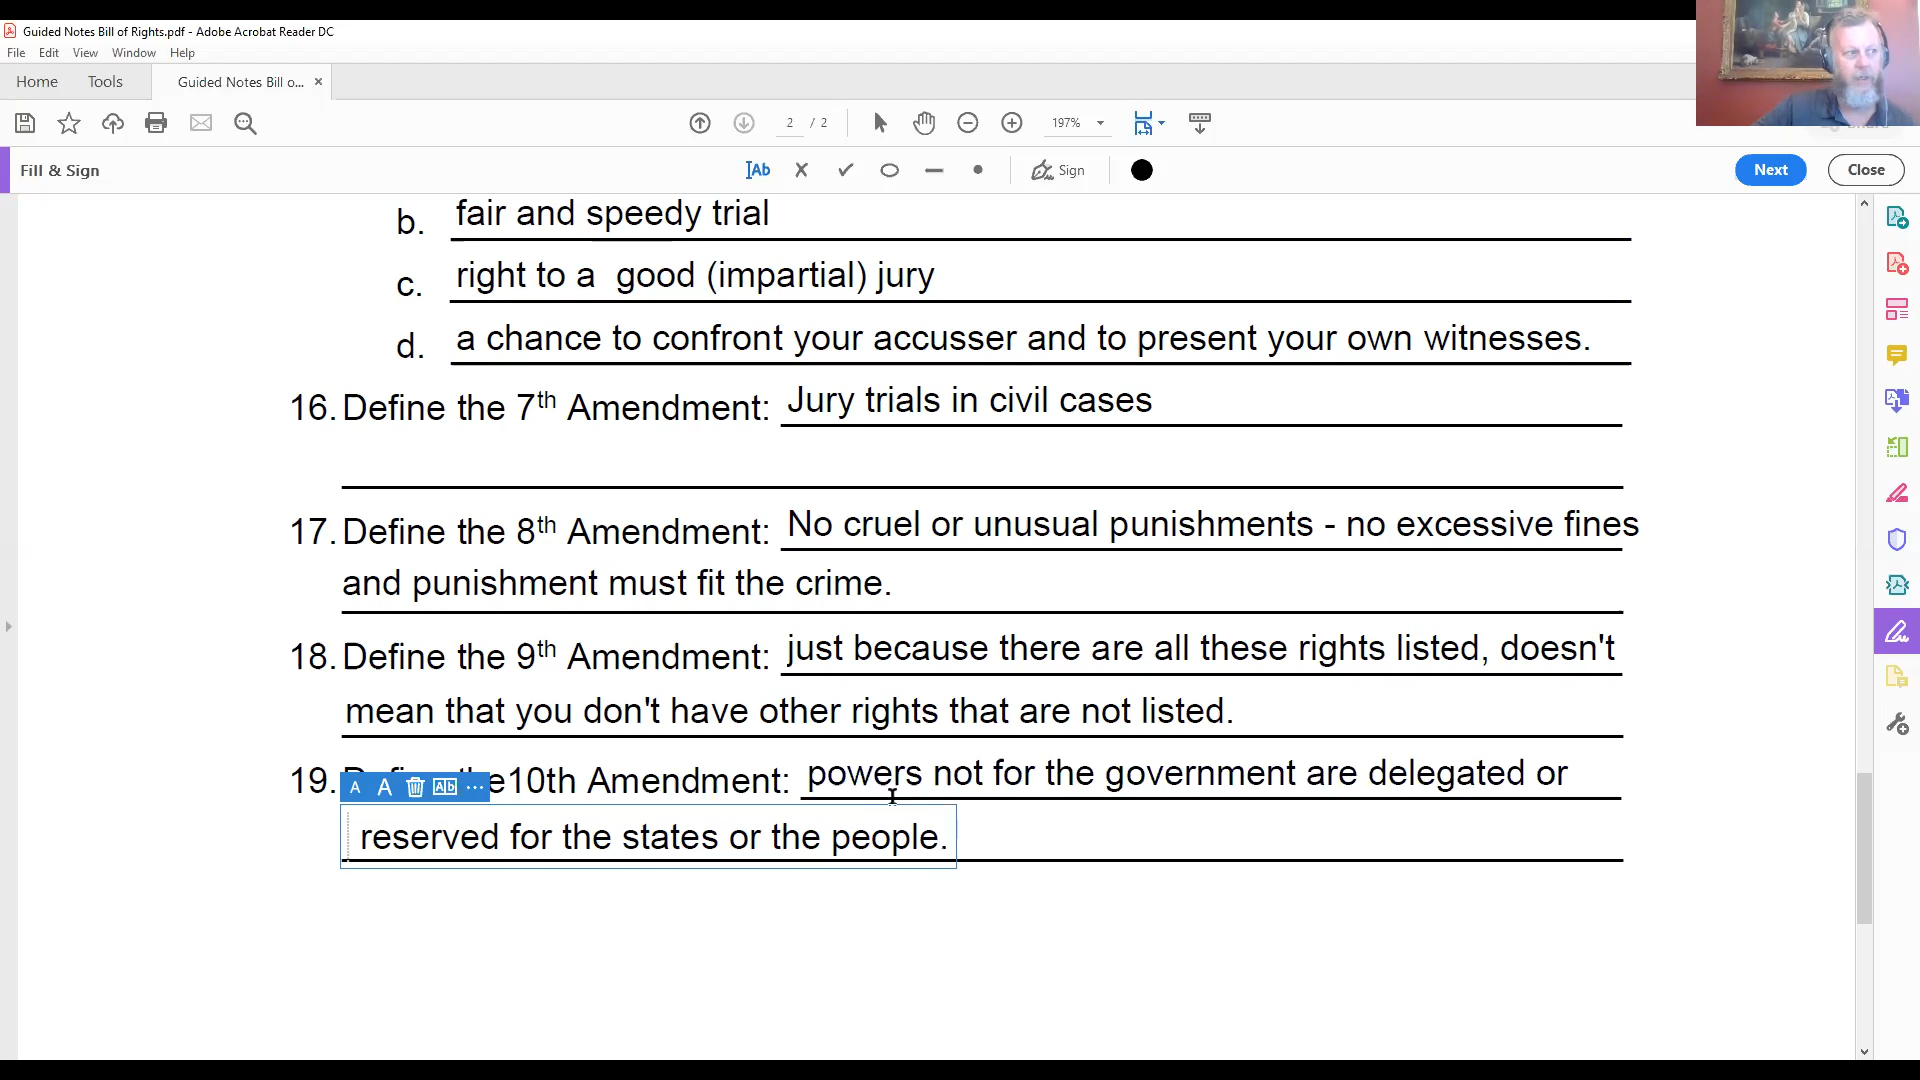 Guided Notes Bill of Rights.pdf - Adobe Acrobat Reader DC
File Edit View Window Help
Home Tools Guided Notes Bill o... ×
2 / 2 197%
Fill & Sign Ab Sign Next Close
b. fair and speedy trial
c. right to a  good (impartial) jury
d. a chance to confront your accusser and to present your own witnesses.
16. Define the 7th Amendment: Jury trials in civil cases
17. Define the 8th Amendment: No cruel or unusual punishments - no excessive fines
and punishment must fit the crime.
18. Define the 9th Amendment: just because there are all these rights listed, doesn't
mean that you don't have other rights that are not listed.
19. 10th Amendment: powers not for the government are delegated or
A A Ab ...
reserved for the states or the people.